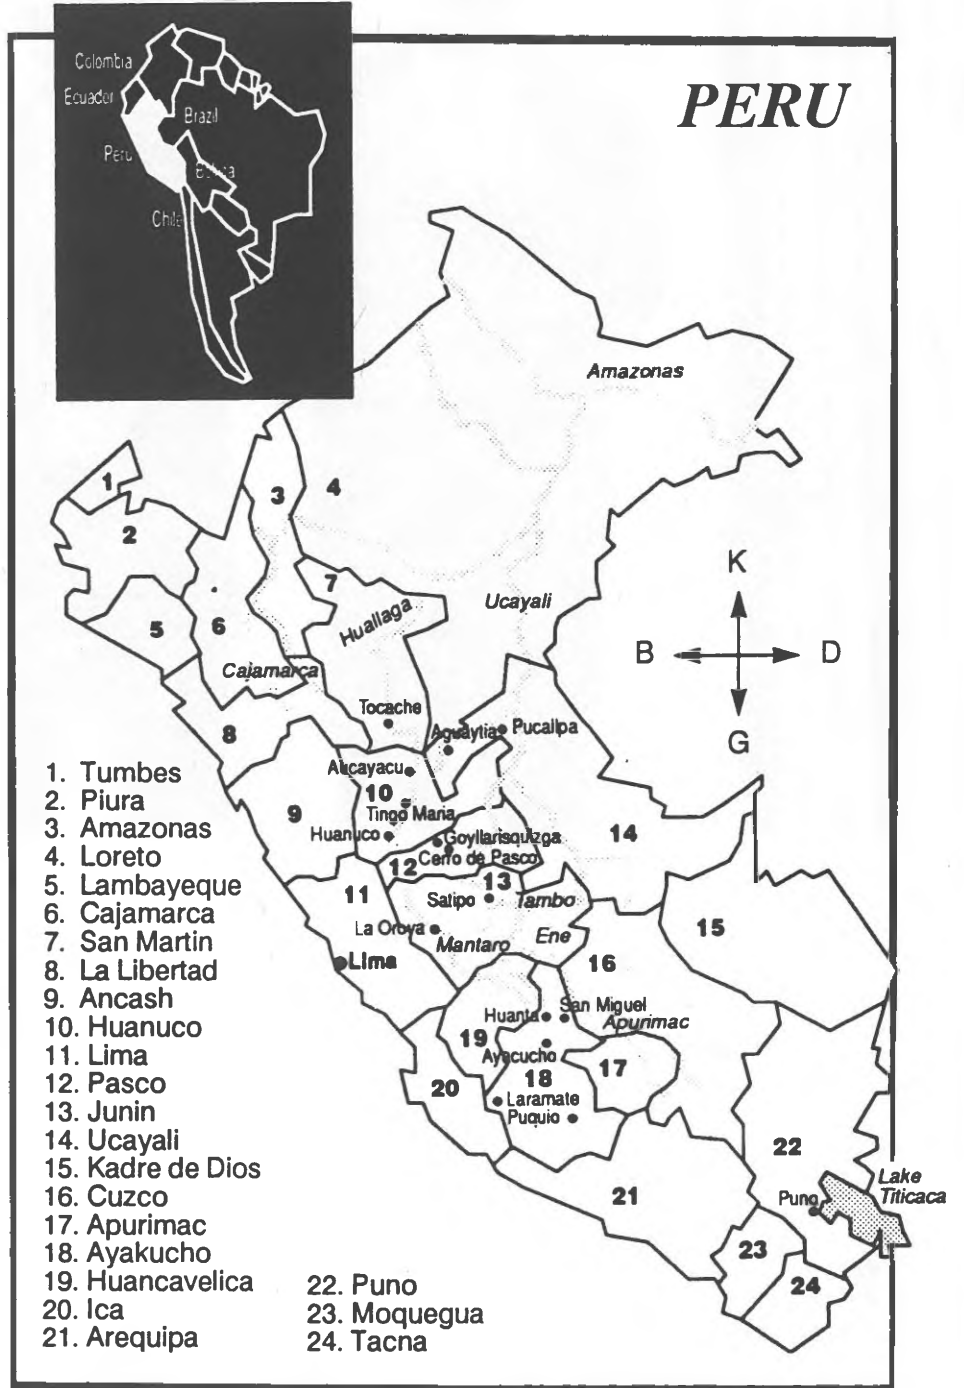 PERU
Colombia
Ecuador
Brazil
Peru
Chile
Amazonas
1
2
3
4
7
5
6
Huallaga
Ucayali
Cajamarca
K
B
D
G
8
Tocache
Aguaytia
Pucallpa
Aucayacu
10
Tingo Maria
Huanuco
9
Goyllarisquizga
Cerro de Pasco
12
14
11
13
Satipo
Tambo
15
La Oroya
Mantaro
Ene
Lima
16
Huanta
San Miguel
Apurimac
19
Ayacucho
17
18
20
Laramate
Puquio
22
Lake
Titicaca
21
Puno
23
24
1. Tumbes
2. Piura
3. Amazonas
4. Loreto
5. Lambayeque
6. Cajamarca
7. San Martin
8. La Libertad
9. Ancash
10. Huanuco
11. Lima
12. Pasco
13. Junin
14. Ucayali
15. Kadre de Dios
16. Cuzco
17. Apurimac
18. Ayakucho
19. Huancavelica
20. Ica
21. Arequipa
22. Puno
23. Moquegua
24. Tacna